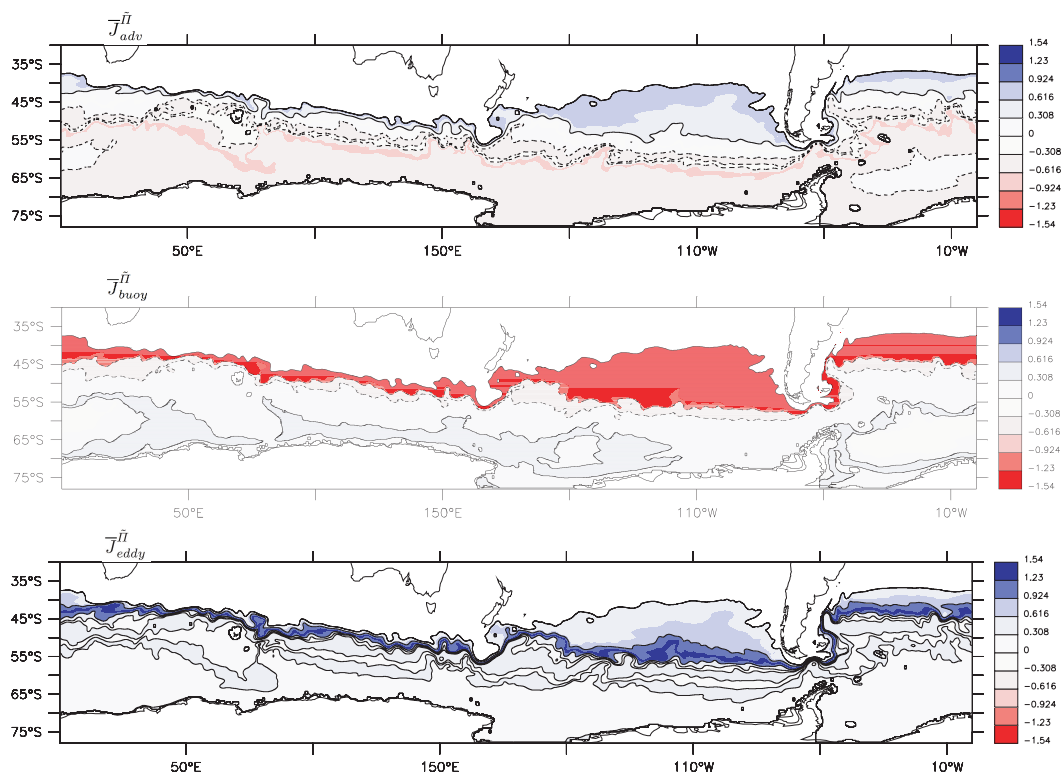 J̅^Π̃_adv
35°S
45°S
55°S
65°S
75°S
50°E 150°E 110°W 10°W
1.54
1.23
0.924
0.616
0.308
0
−0.308
−0.616
−0.924
−1.23
−1.54
J̅^Π̃_buoy
35°S
45°S
55°S
65°S
75°S
50°E 150°E 110°W 10°W
1.54
1.23
0.924
0.616
0.308
0
−0.308
−0.616
−0.924
−1.23
−1.54
J̅^Π̃_eddy
35°S
45°S
55°S
65°S
75°S
50°E 150°E 110°W 10°W
1.54
1.23
0.924
0.616
0.308
0
−0.308
−0.616
−0.924
−1.23
−1.54